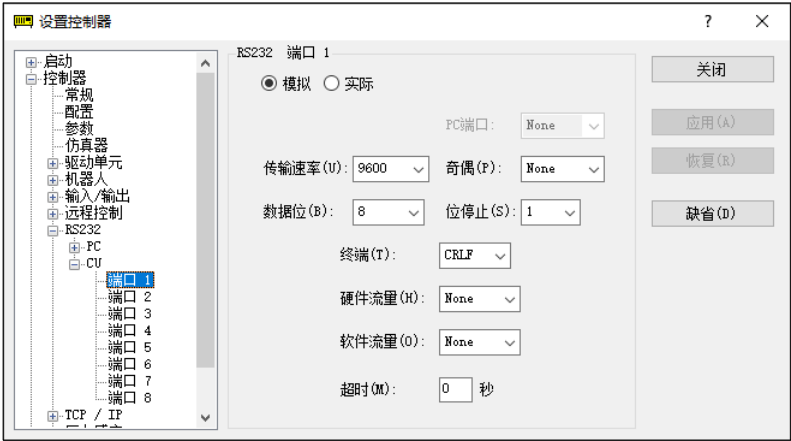 设置控制器
?
启动
控制器
常规
配置
参数
仿真器
驱动单元
机器人
输入/输出
远程控制
RS232
PC
CU
端口 1
端口 2
端口 3
端口 4
端口 5
端口 6
端口 7
端口 8
TCP / IP
RS232 端口 1
模拟 实际
PC端口: None
传输速率(U): 9600 奇偶(P): None
数据位(B): 8 位停止(S): 1
终端(T): CRLF
硬件流量(H): None
软件流量(O): None
超时(M): 0 秒
关闭
应用(A)
恢复(R)
缺省(D)